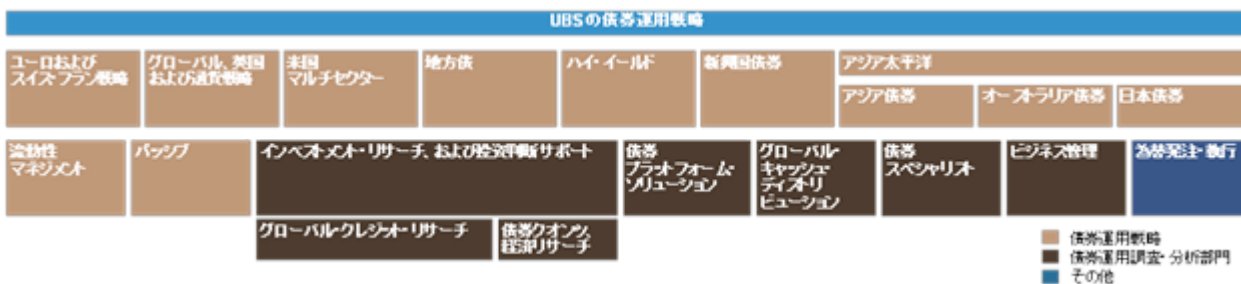 UBSの債券運用戦略
ユーロおよび
スイス・フラン戦略
グローバル、英国
および通貨戦略
米国
マルチセクター
地方債
ハイ・イールド
新興国債券
アジア太平洋
アジア債券
オーストラリア債券
日本債券
流動性
マネジメント
パッシブ
インベストメント・リサーチ、および投資判断サポート
債券
プラットフォーム・
ソリューション
グローバル・
キャッシュ・
ディストリ
ビューション
債券
スペシャリスト
ビジネス管理
為替発注・執行
グローバル・クレジット・リサーチ
債券クオンツ、
経済リサーチ
債券運用戦略
債券運用調査・分析部門
その他